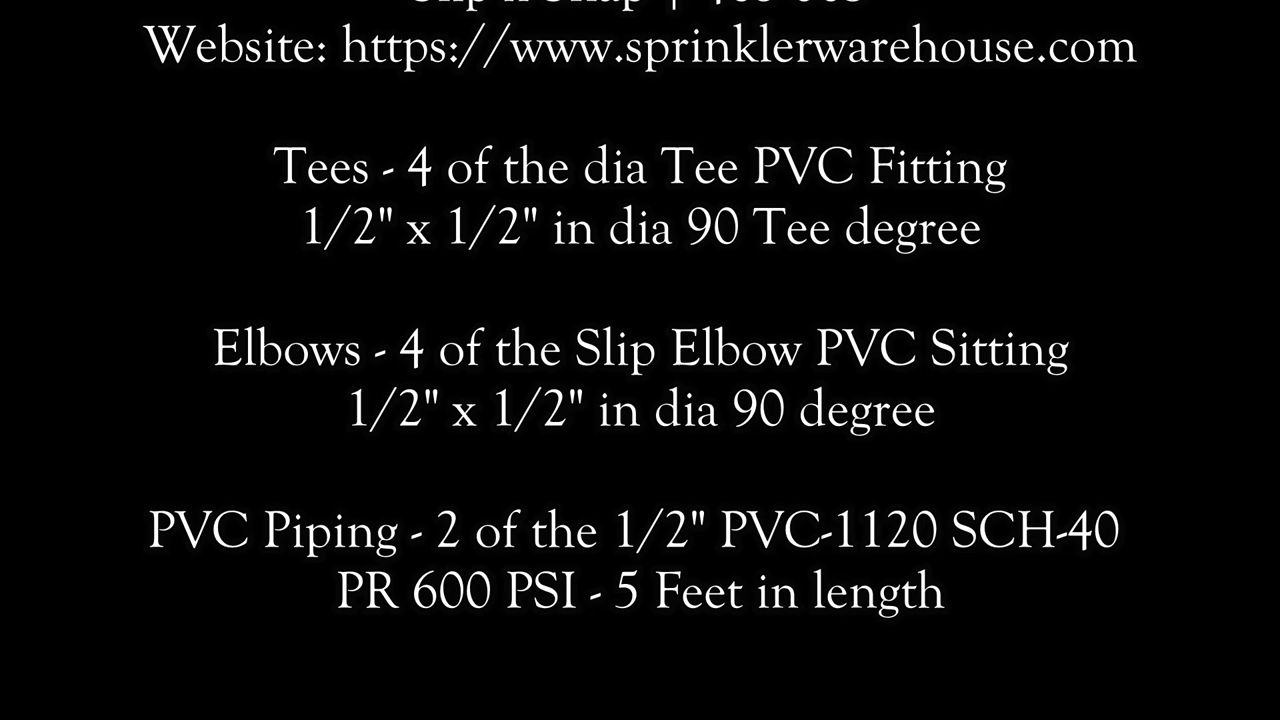 Website: https://www.sprinklerwarehouse.com
Tees - 4 of the dia Tee PVC Fitting
1/2" x 1/2" in dia 90 Tee degree
Elbows - 4 of the Slip Elbow PVC Sitting
1/2" x 1/2" in dia 90 degree
PVC Piping - 2 of the 1/2" PVC-1120 SCH-40
PR 600 PSI - 5 Feet in length